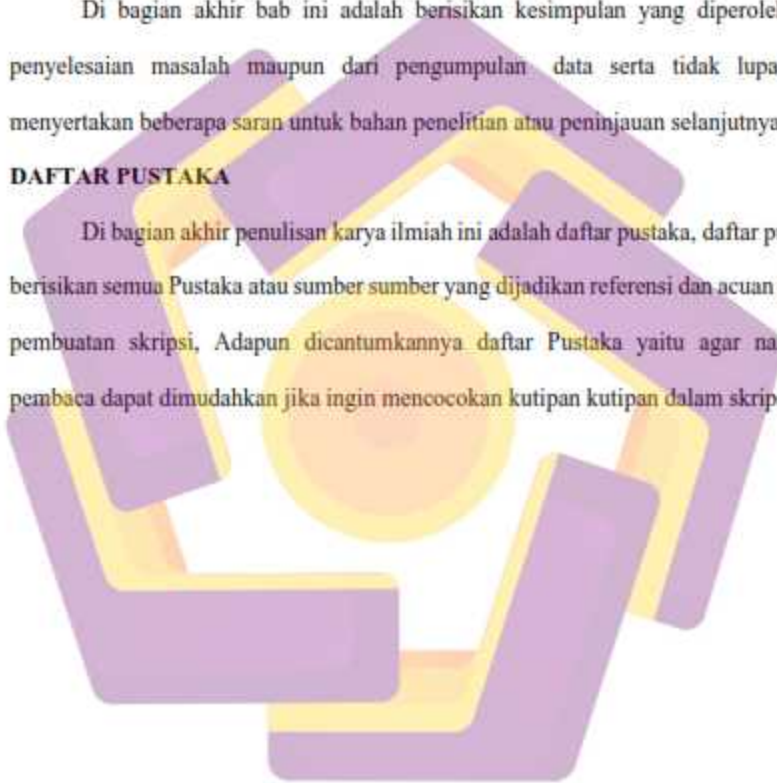 Di bagian akhir bab ini adalah berisikan kesimpulan yang diperole
penyelesaian masalah maupun dari pengumpulan data serta tidak lupa
menyertakan beberapa saran untuk bahan penelitian atau peninjauan selanjutnya
DAFTAR PUSTAKA
Di bagian akhir penulisan karya ilmiah ini adalah daftar pustaka, daftar p
berisikan semua Pustaka atau sumber sumber yang dijadikan referensi dan acuan
pembuatan skripsi, Adapun dicantumkannya daftar Pustaka yaitu agar na
pembaca dapat dimudahkan jika ingin mencocokan kutipan kutipan dalam skrip